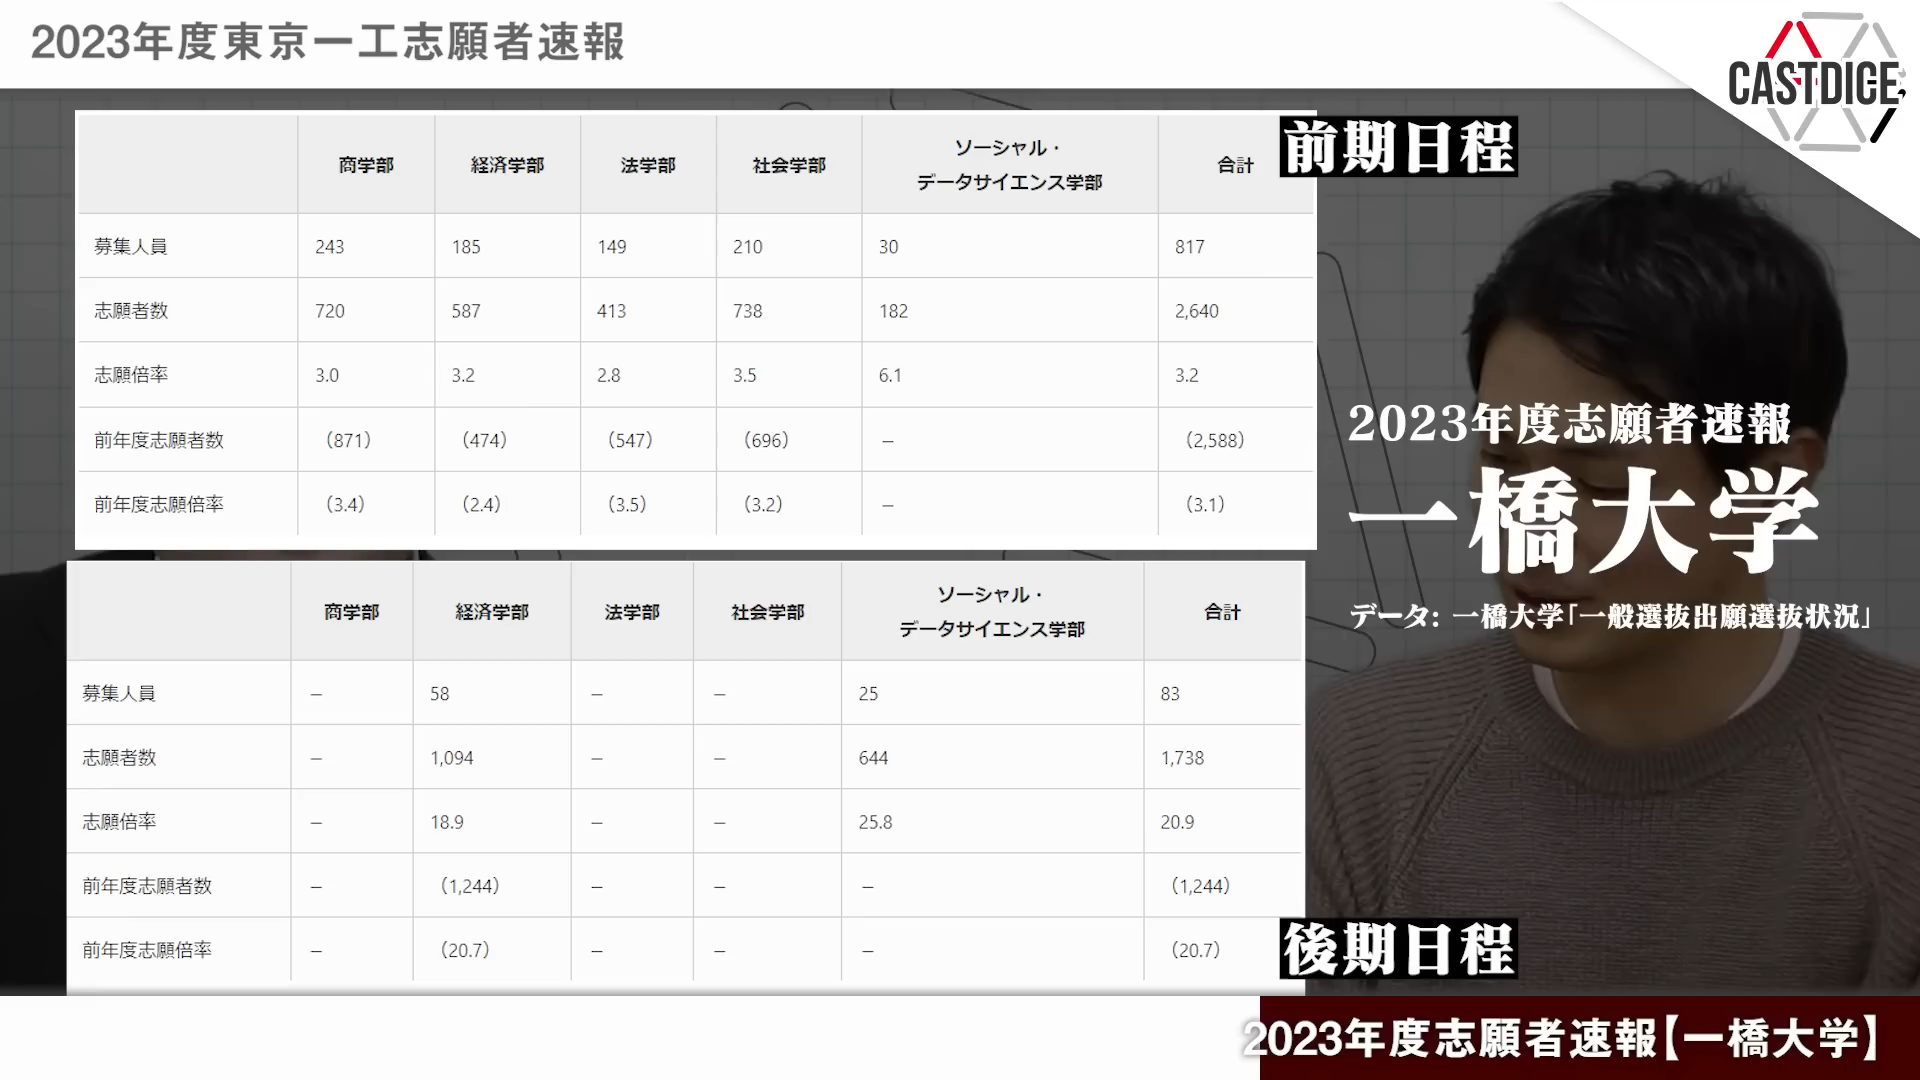 2023年度東京一工志願者速報
CASTDICE
前期日程
商学部 経済学部 法学部 社会学部 ソーシャル・データサイエンス学部 合計
募集人員 243 185 149 210 30 817
志願者数 720 587 413 738 182 2,640
志願倍率 3.0 3.2 2.8 3.5 6.1 3.2
前年度志願者数 (871) (474) (547) (696) – (2,588)
前年度志願倍率 (3.4) (2.4) (3.5) (3.2) – (3.1)
2023年度志願者速報
一橋大学
データ: 一橋大学「一般選抜出願選抜状況」
商学部 経済学部 法学部 社会学部 ソーシャル・データサイエンス学部 合計
募集人員 – 58 – – 25 83
志願者数 – 1,094 – – 644 1,738
志願倍率 – 18.9 – – 25.8 20.9
前年度志願者数 – (1,244) – – – (1,244)
前年度志願倍率 – (20.7) – – – (20.7)
後期日程
2023年度志願者速報【一橋大学】